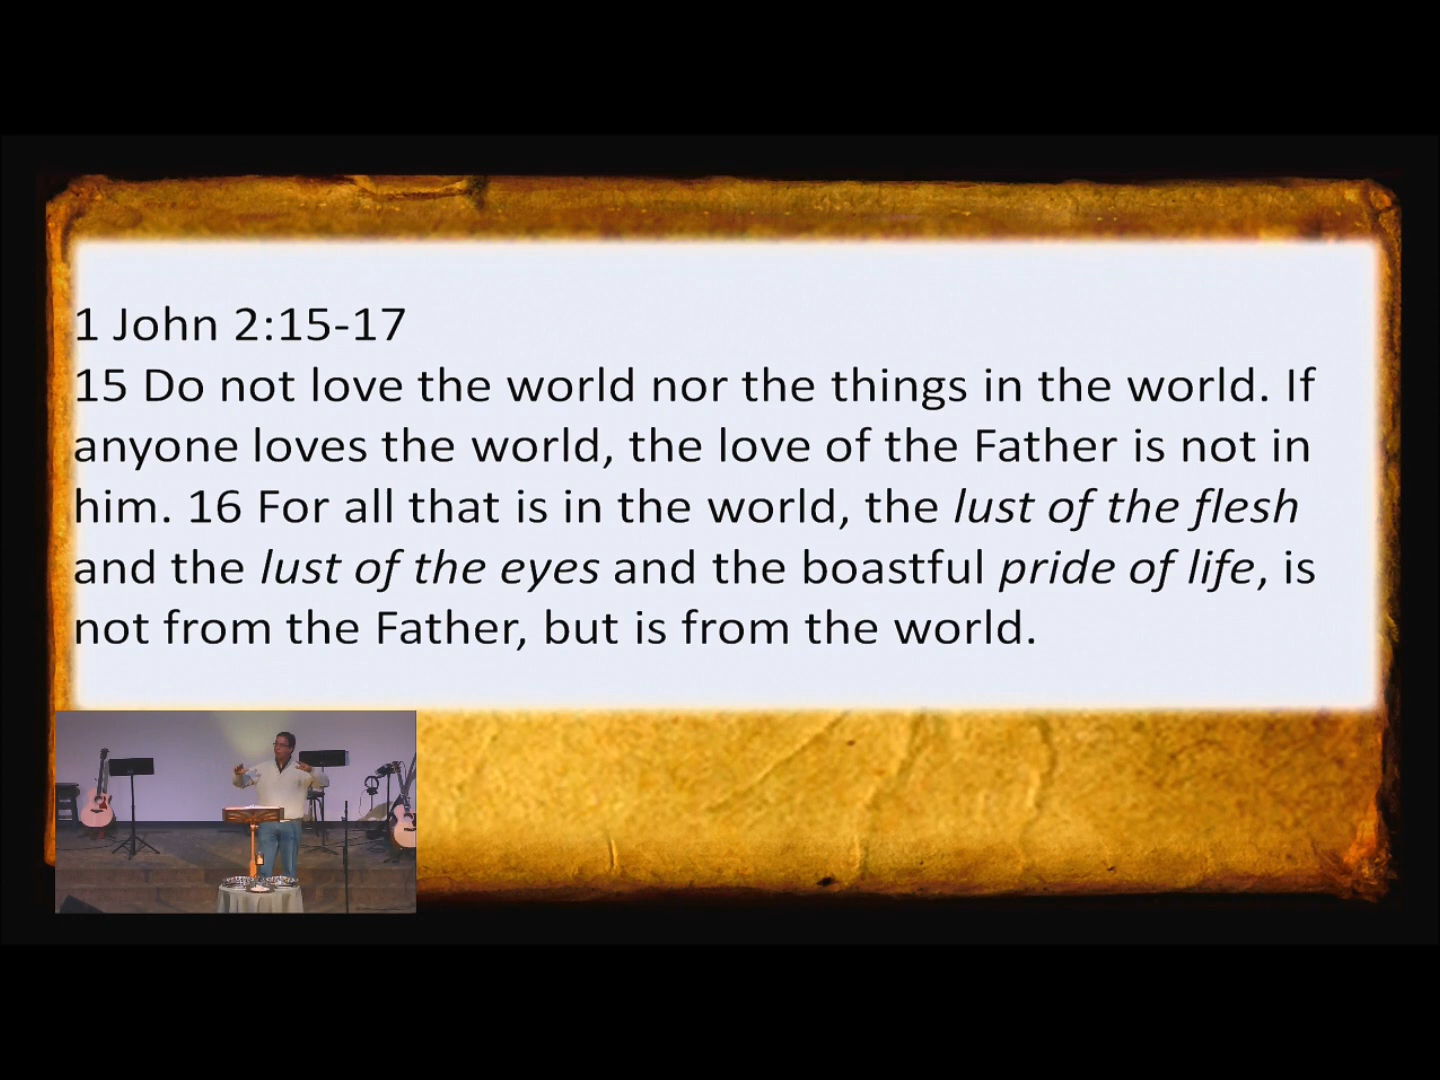 1 John 2:15-17
15 Do not love the world nor the things in the world. If
anyone loves the world, the love of the Father is not in
him. 16 For all that is in the world, the lust of the flesh
and the lust of the eyes and the boastful pride of life, is
not from the Father, but is from the world.